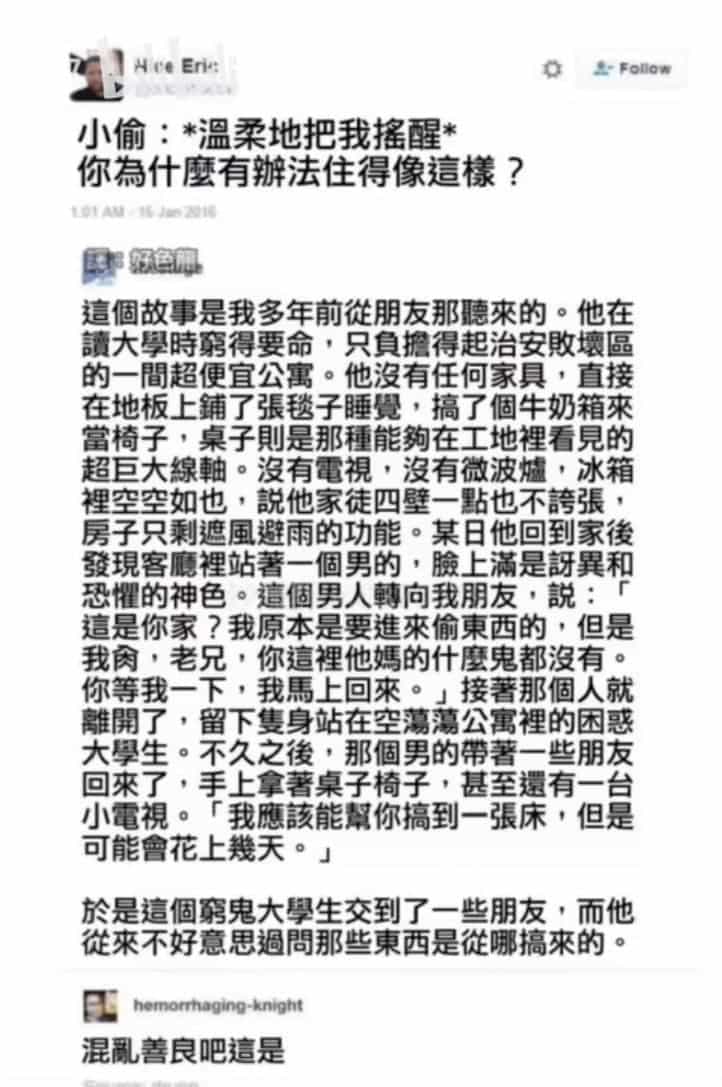 Nice Eric
Follow
小偷：*溫柔地把我搖醒*
你為什麼有辦法住得像這樣？
1:01 AM - 16 Jan 2016
譯：好色龍
這個故事是我多年前從朋友那聽來的。他在
讀大學時窮得要命，只負擔得起治安敗壞區
的一間超便宜公寓。他沒有任何家具，直接
在地板上鋪了張毯子睡覺，搞了個牛奶箱來
當椅子，桌子則是那種能夠在工地裡看見的
超巨大線軸。沒有電視，沒有微波爐，冰箱
裡空空如也，說他家徒四壁一點也不誇張，
房子只剩遮風避雨的功能。某日他回到家後
發現客廳裡站著一個男的，臉上滿是訝異和
恐懼的神色。這個男人轉向我朋友，說：「
這是你家？我原本是要進來偷東西的，但是
我肏，老兄，你這裡他媽的什麼鬼都沒有。
你等我一下，我馬上回來。」接著那個人就
離開了，留下隻身站在空蕩蕩公寓裡的困惑
大學生。不久之後，那個男的帶著一些朋友
回來了，手上拿著桌子椅子，甚至還有一台
小電視。「我應該能幫你搞到一張床，但是
可能會花上幾天。」
於是這個窮鬼大學生交到了一些朋友，而他
從來不好意思過問那些東西是從哪搞來的。
hemorrhaging-knight
混亂善良吧這是